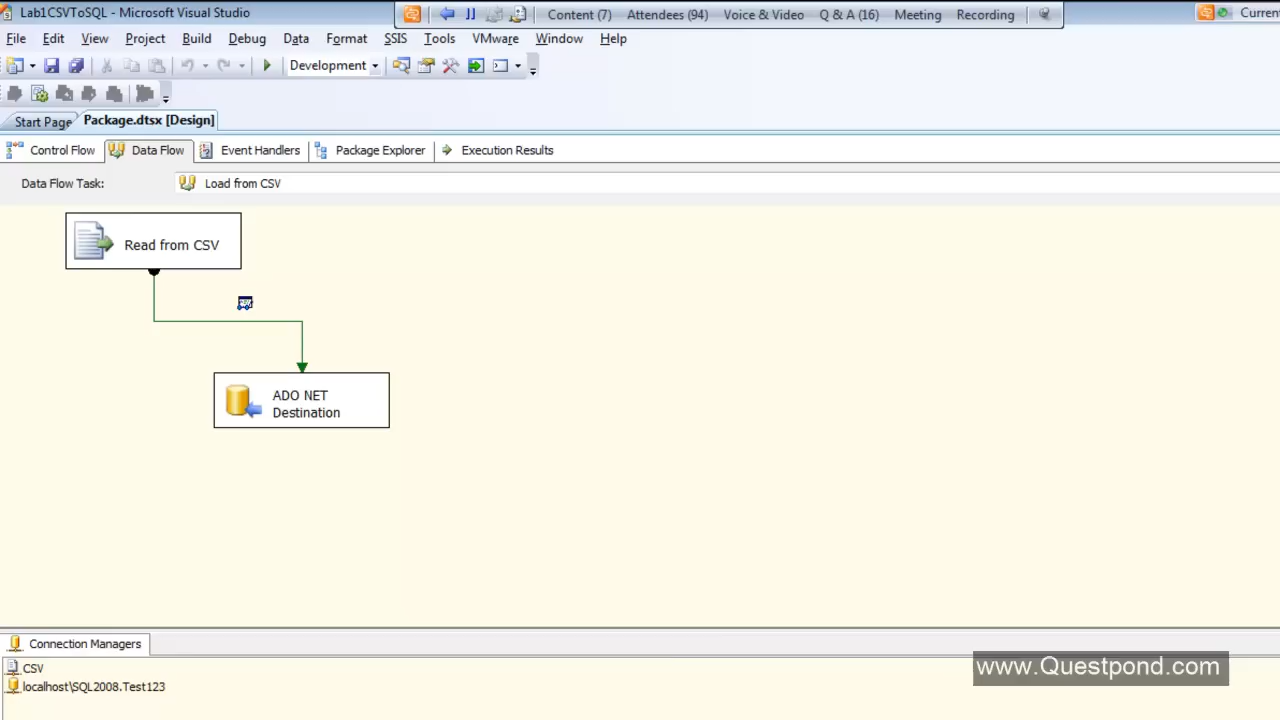 Lab1CSVToSQL - Microsoft Visual Studio
Content (7) Attendees (94) Voice & Video Q & A (16) Meeting Recording
Current
File Edit View Project Build Debug Data Format SSIS Tools VMware Window Help
Development
Start Page Package.dtsx [Design]
Control Flow Data Flow Event Handlers Package Explorer Execution Results
Data Flow Task: Load from CSV
Read from CSV
ADO NET
Destination
Connection Managers
CSV
localhost\SQL2008.Test123
www.Questpond.com